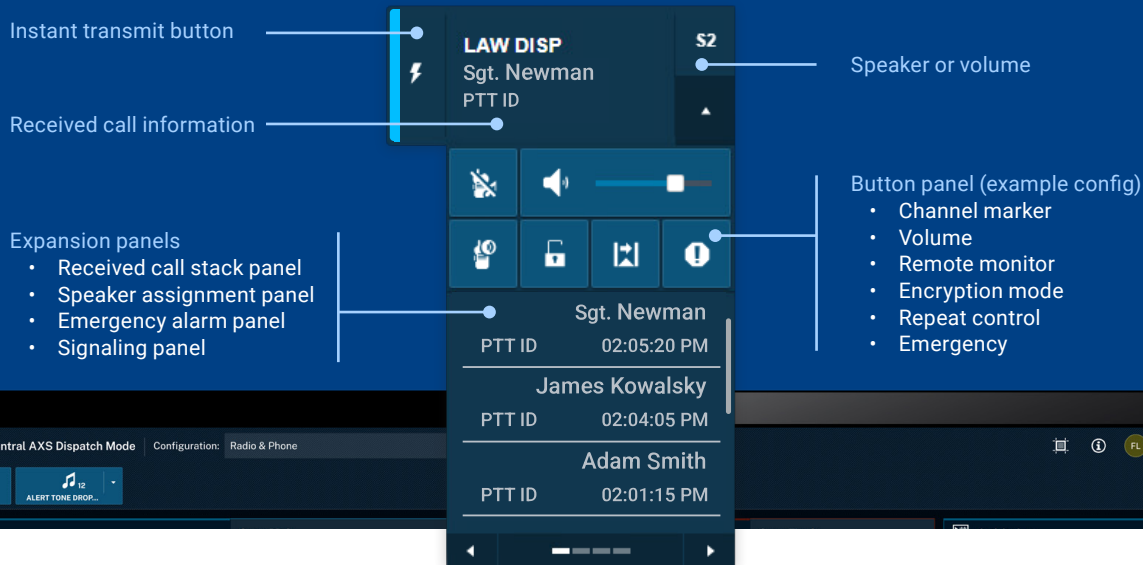 Instant transmit button
Received call information
Expansion panels
• Received call stack panel
• Speaker assignment panel
• Emergency alarm panel
• Signaling panel
LAW DISP
S2
Sgt. Newman
PTT ID
Sgt. Newman
PTT ID 02:05:20 PM
James Kowalsky
PTT ID 02:04:05 PM
Adam Smith
PTT ID 02:01:15 PM
Speaker or volume
Button panel (example config)
• Channel marker
• Volume
• Remote monitor
• Encryption mode
• Repeat control
• Emergency
ntral AXS Dispatch Mode Configuration: Radio & Phone
FL
12
ALERT TONE DROP...